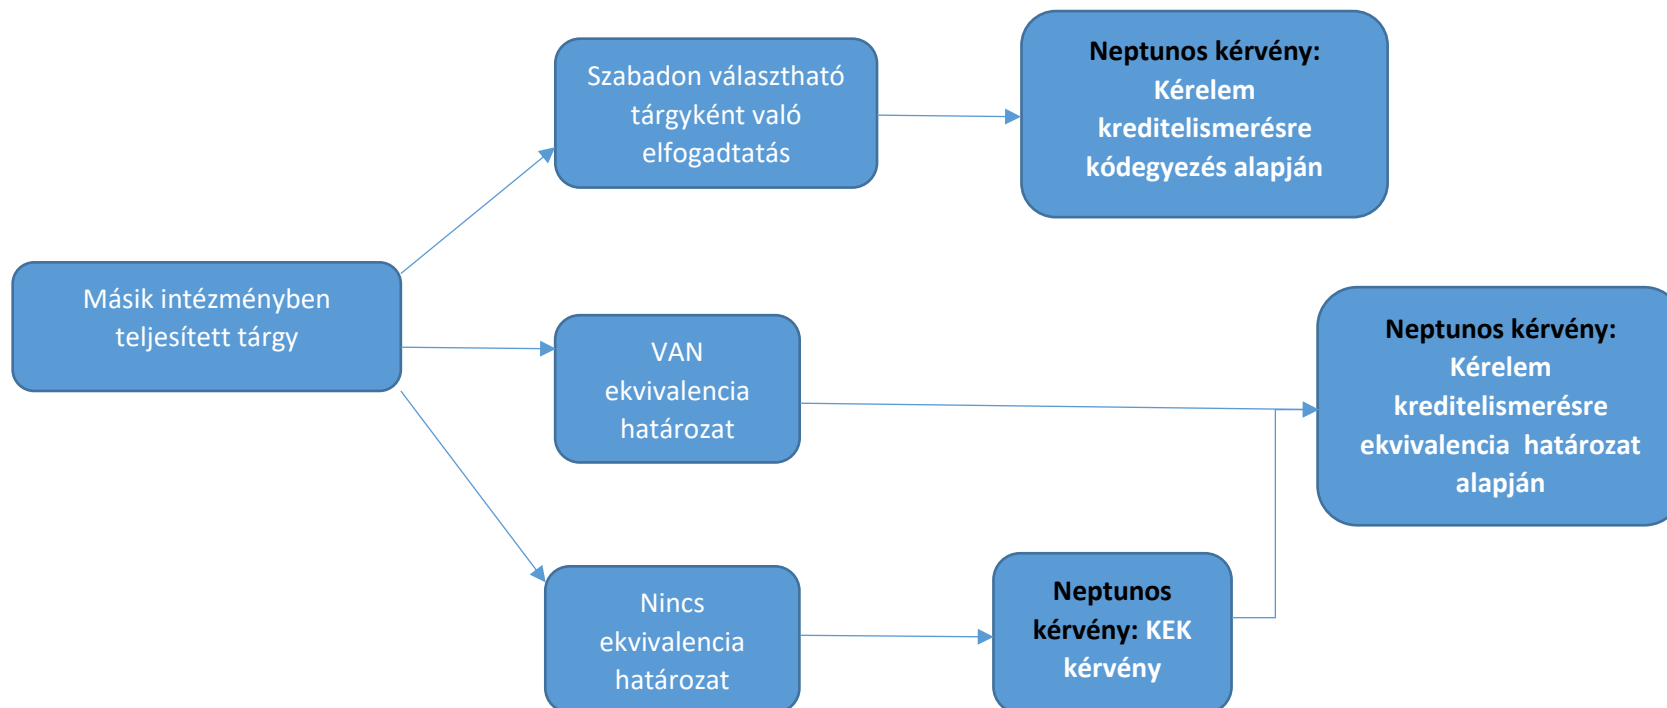 Szabadon választható
tárgyként való
elfogadtatás
Neptunos kérvény:
Kérelem
kreditelismerésre
kódegyezés alapján
Másik intézményben
teljesített tárgy
VAN
ekvivalencia
határozat
Neptunos kérvény:
Kérelem
kreditelismerésre
ekvivalencia határozat
alapján
Nincs
ekvivalencia
határozat
Neptunos
kérvény: KEK
kérvény